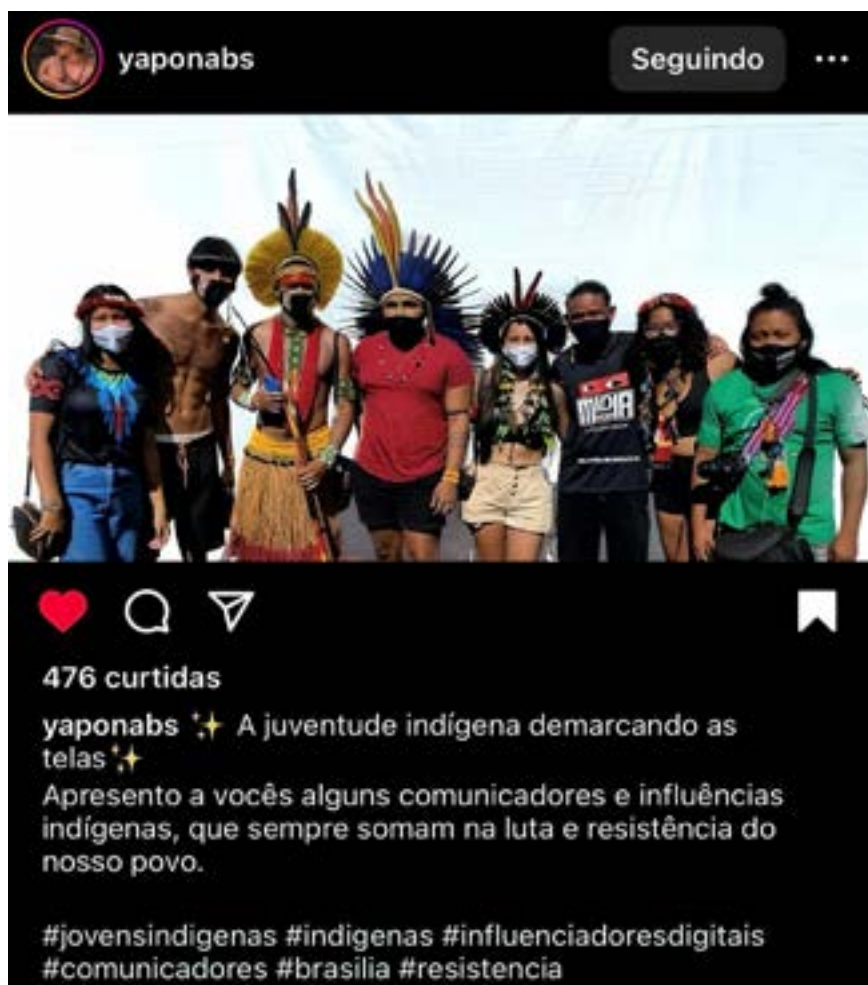 yaponabs
Seguindo
MÍDIA
476 curtidas
yaponabs ✨ A juventude indígena demarcando as
telas✨
Apresento a vocês alguns comunicadores e influências
indígenas, que sempre somam na luta e resistência do
nosso povo.
#jovensindigenas #indigenas #influenciadoresdigitais
#comunicadores #brasilia #resistencia